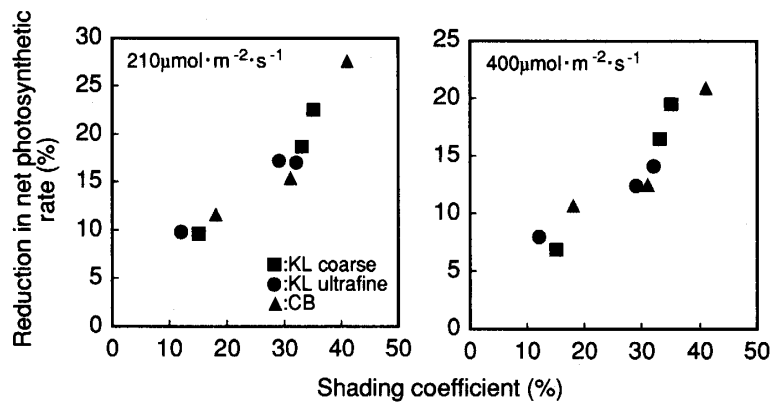 Reduction in net photosynthetic
rate (%)
30
25
20
15
10
5
0
210μmol·m⁻²·s⁻¹
■:KL coarse
●:KL ultrafine
▲:CB
0 10 20 30 40 50
25
20
15
10
5
0
400μmol·m⁻²·s⁻¹
0 10 20 30 40 50
Shading coefficient (%)